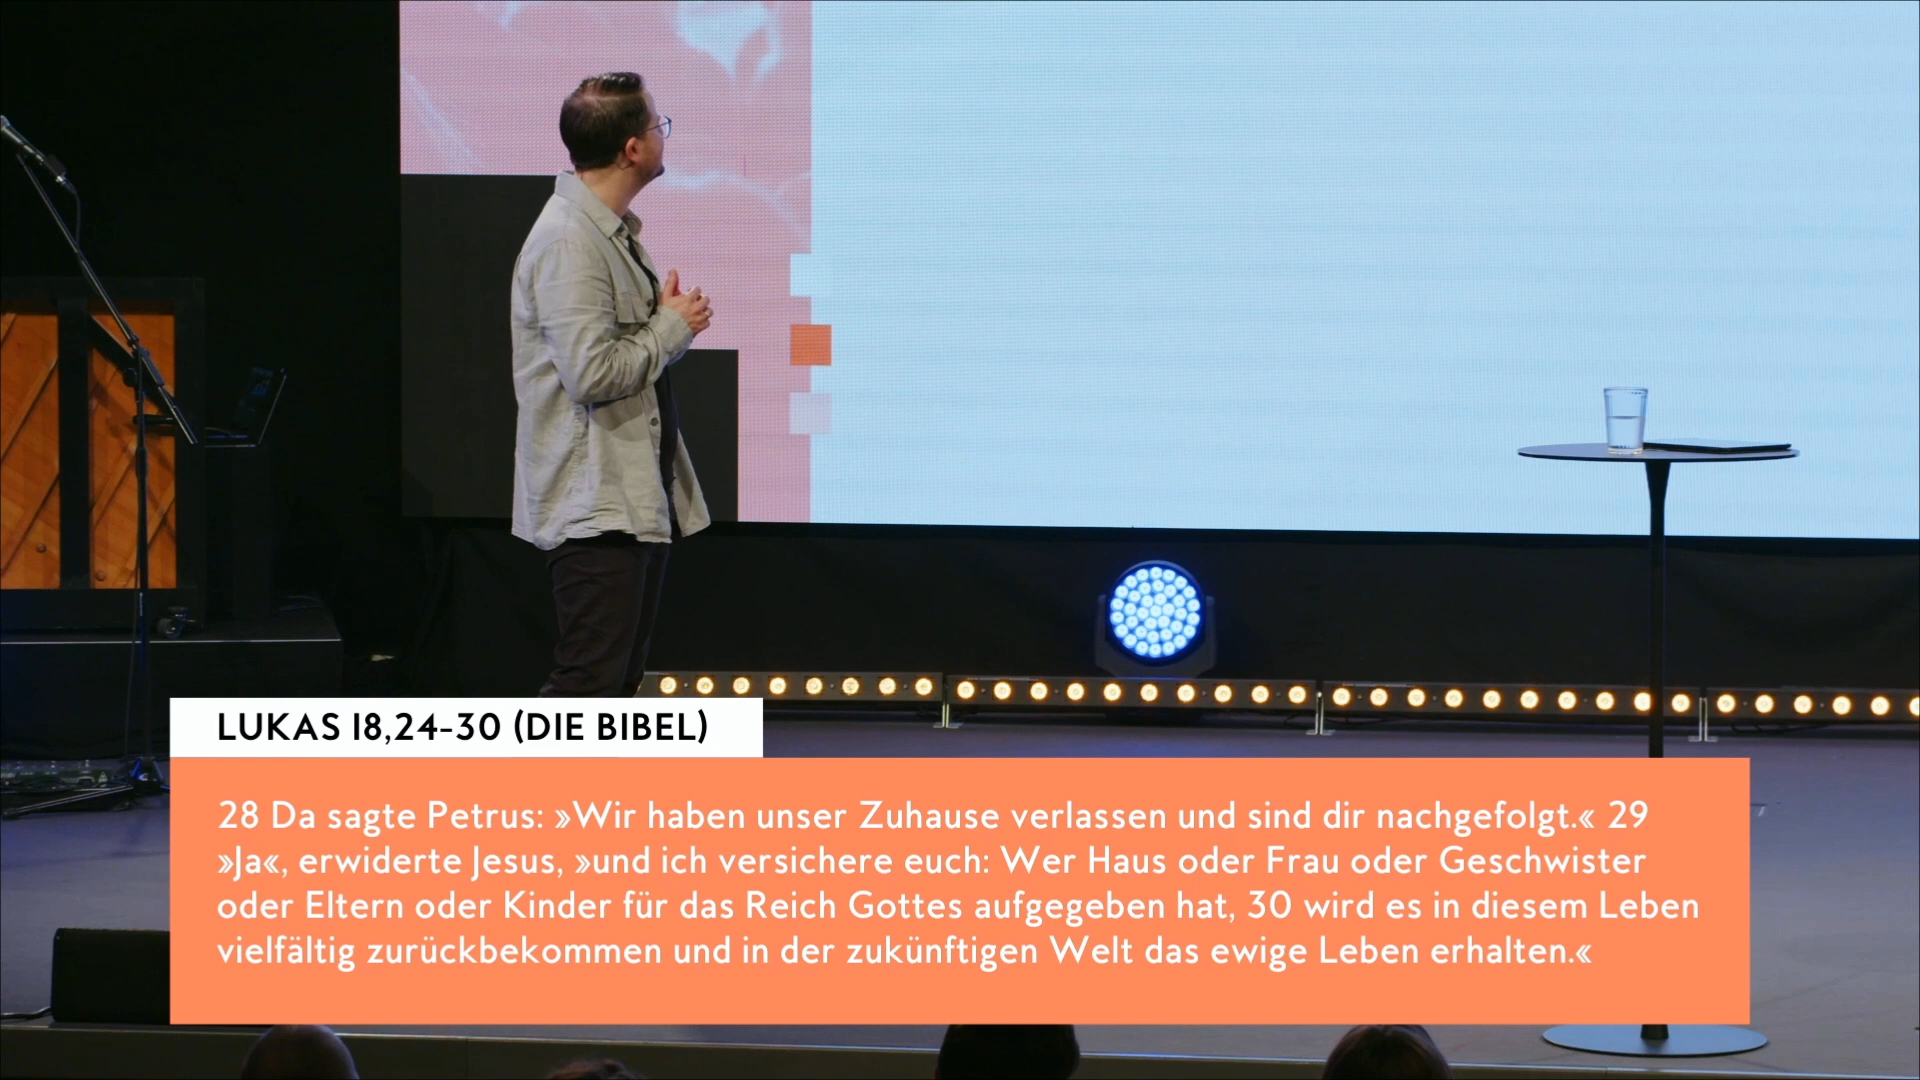 LUKAS 18,24-30 (DIE BIBEL)
28 Da sagte Petrus: »Wir haben unser Zuhause verlassen und sind dir nachgefolgt.« 29
»Ja«, erwiderte Jesus, »und ich versichere euch: Wer Haus oder Frau oder Geschwister
oder Eltern oder Kinder für das Reich Gottes aufgegeben hat, 30 wird es in diesem Leben
vielfältig zurückbekommen und in der zukünftigen Welt das ewige Leben erhalten.«